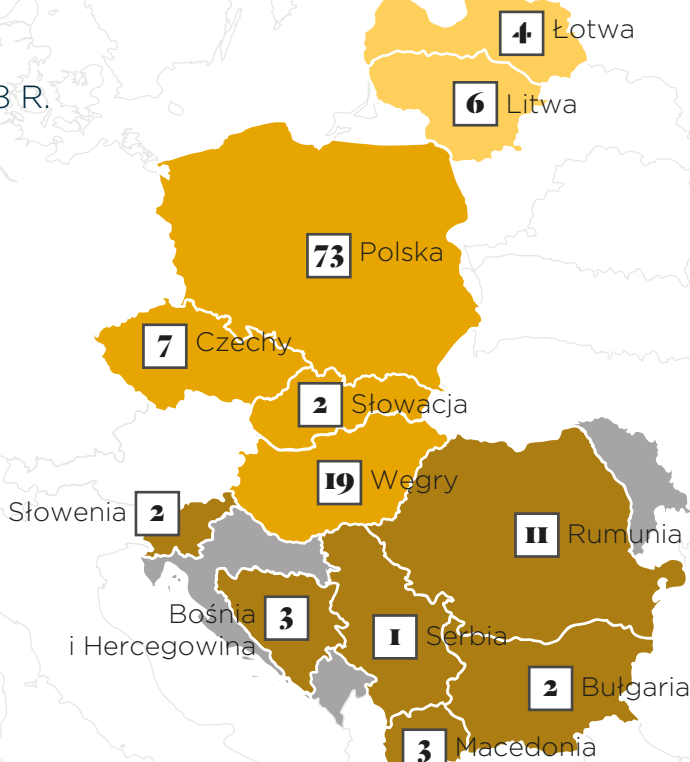 4 Łotwa
R.
6 Litwa
73 Polska
7 Czechy
2 Słowacja
19 Węgry
Słowenia 2
11 Rumunia
Bośnia
i Hercegowina
3
1 Serbia
2 Bułgaria
3 Macedonia